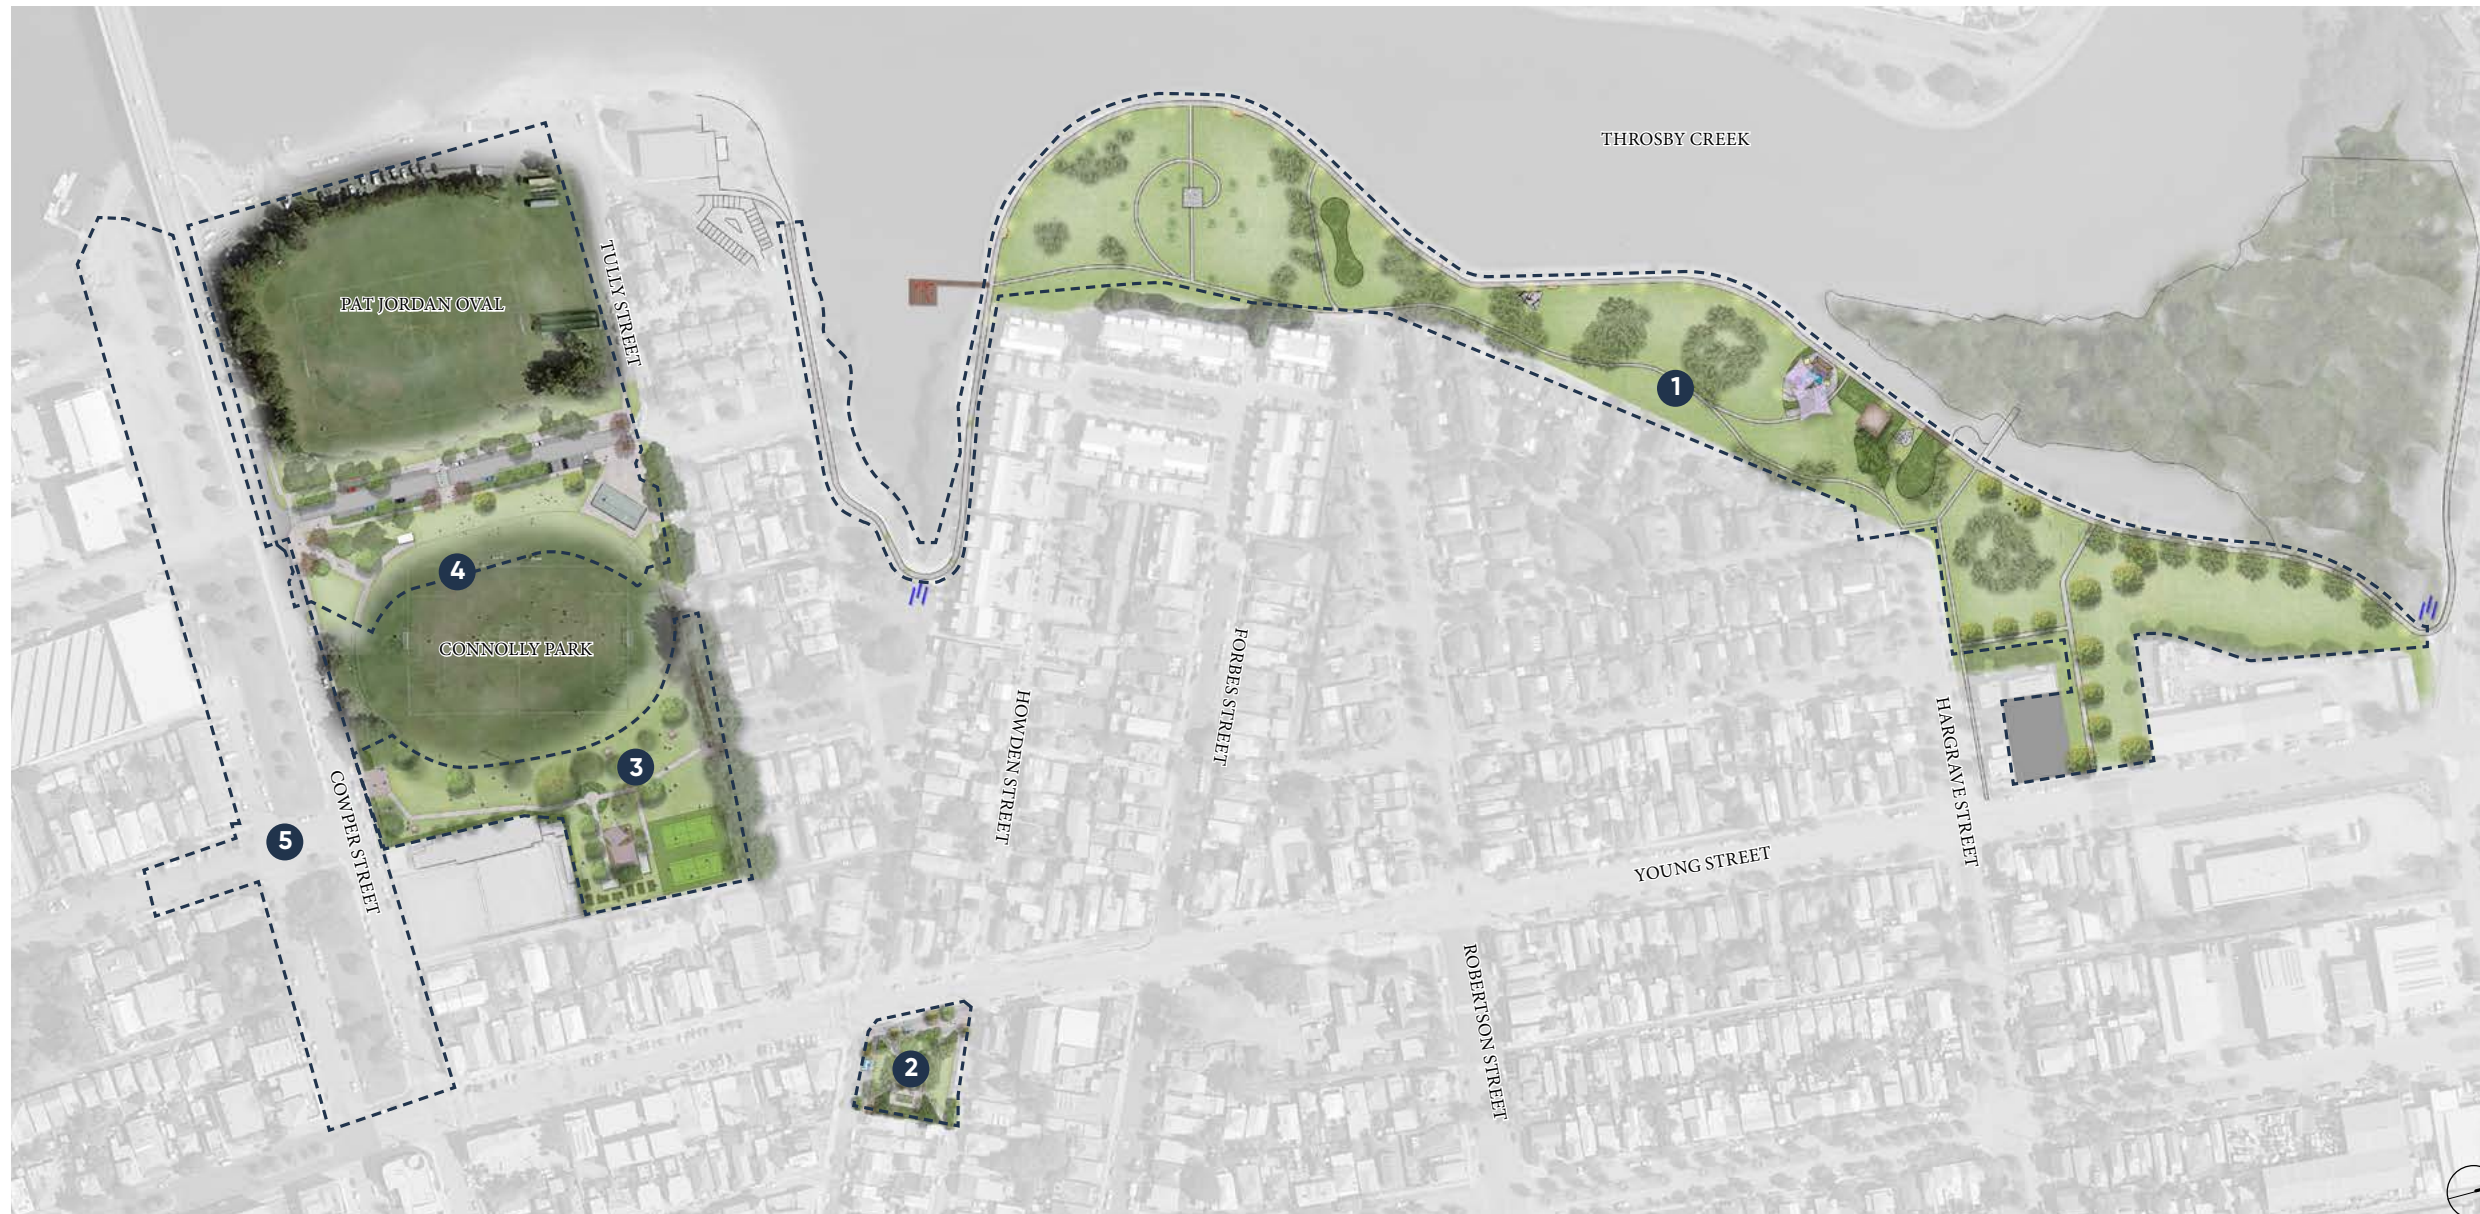 THROSBY CREEK
TULLY STREET
PAT JORDAN OVAL
1
4
CONNOLLY PARK
FORBES STREET
HOWDEN STREET
HARGRAVE STREET
3
COWPER STREET
5
YOUNG STREET
ROBERTSON STREET
2